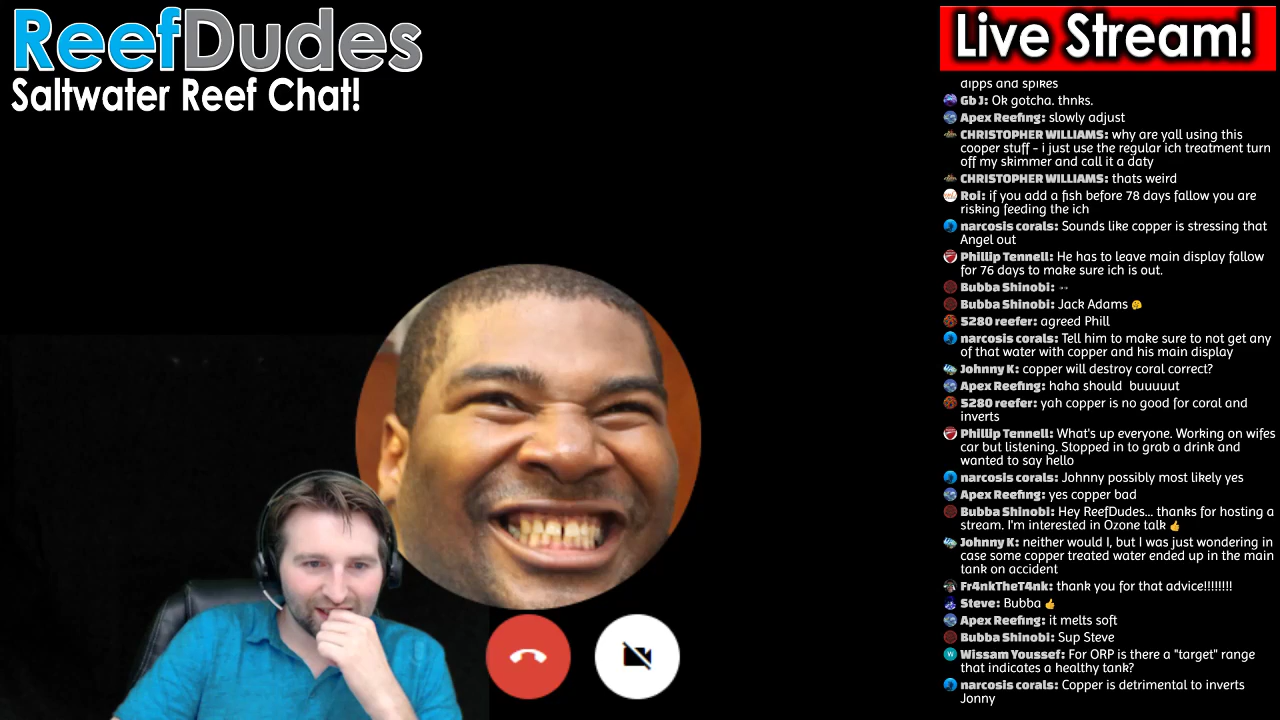 ReefDudes
Saltwater Reef Chat!
Live Stream!
dipps and spikes
Gb J: Ok gotcha. thnks.
Apex Reefing: slowly adjust
CHRISTOPHER WILLIAMS: why are yall using this
cooper stuff - i just use the regular ich treatment turn
off my skimmer and call it a daty
CHRISTOPHER WILLIAMS: thats weird
Roi: if you add a fish before 78 days fallow you are
risking feeding the ich
narcosis corals: Sounds like copper is stressing that
Angel out
Phillip Tennell: He has to leave main display fallow
for 76 days to make sure ich is out.
Bubba Shinobi:
Bubba Shinobi: Jack Adams
5280 reefer: agreed Phill
narcosis corals: Tell him to make sure to not get any
of that water with copper and his main display
Johnny K: copper will destroy coral correct?
Apex Reefing: haha should buuuuut
5280 reefer: yah copper is no good for coral and
inverts
Phillip Tennell: What's up everyone. Working on wifes
car but listening. Stopped in to grab a drink and
wanted to say hello
narcosis corals: Johnny possibly most likely yes
Apex Reefing: yes copper bad
Bubba Shinobi: Hey ReefDudes... thanks for hosting a
stream. I'm interested in Ozone talk 👍
Johnny K: neither would I, but I was just wondering in
case some copper treated water ended up in the main
tank on accident
Fr4nkTheT4nk: thank you for that advice!!!!!!!!
Steve: Bubba 👍
Apex Reefing: it melts soft
Bubba Shinobi: Sup Steve
Wissam Youssef: For ORP is there a "target" range
that indicates a healthy tank?
narcosis corals: Copper is detrimental to inverts
Jonny